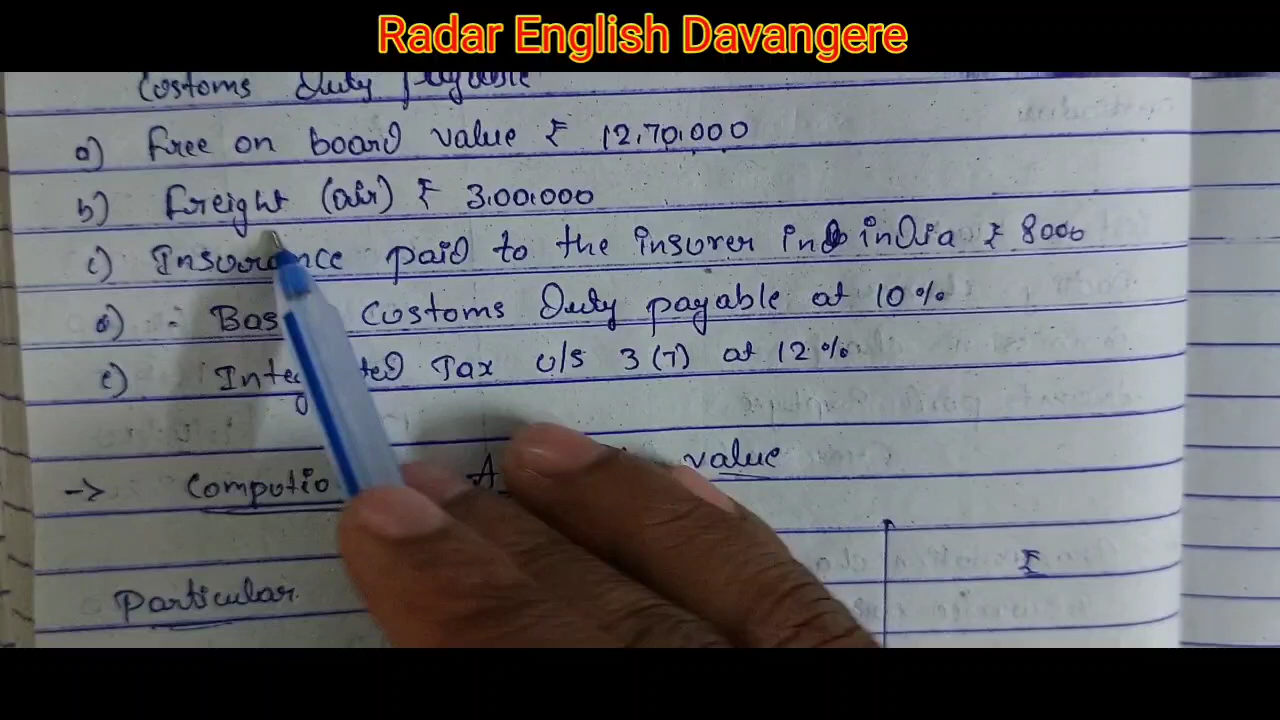 Radar English Davangere
Customs Duty payable
a) Free on board value ₹ 12,70,000
b) Freight (air) ₹ 3,00,000
c) Insurance paid to the insurer in india ₹ 8000
d) Customs Duty payable at 10%
e) Tax u/s 3(7) at 12%
-> value
₹
Particular